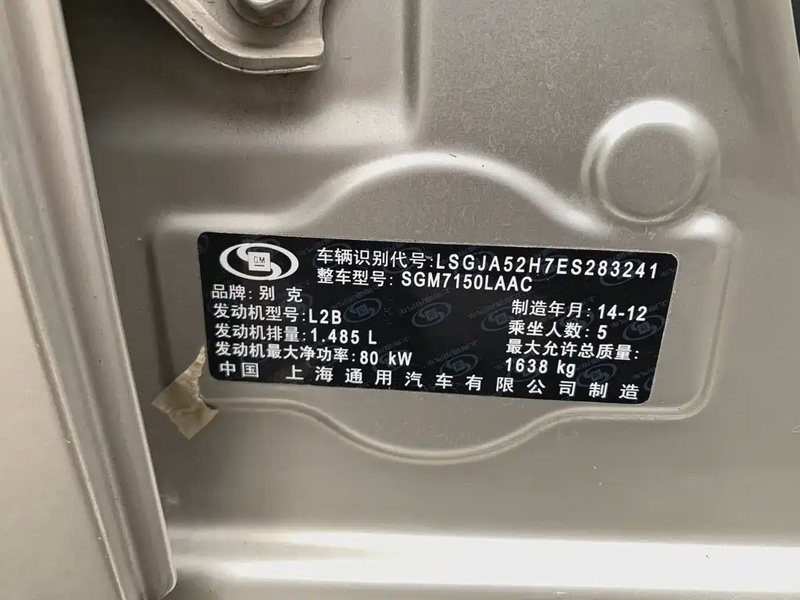 GM
车辆识别代号:LSGJA52H7ES283241
整车型号: SGM7150LAAC
品牌: 别 克
制造年月: 14-12
发动机型号: L2B
乘坐人数: 5
发动机排量: 1.485 L
最大允许总质量:
发动机最大净功率: 80 kW
1638 kg
中国 上海通用汽车有限公司制造